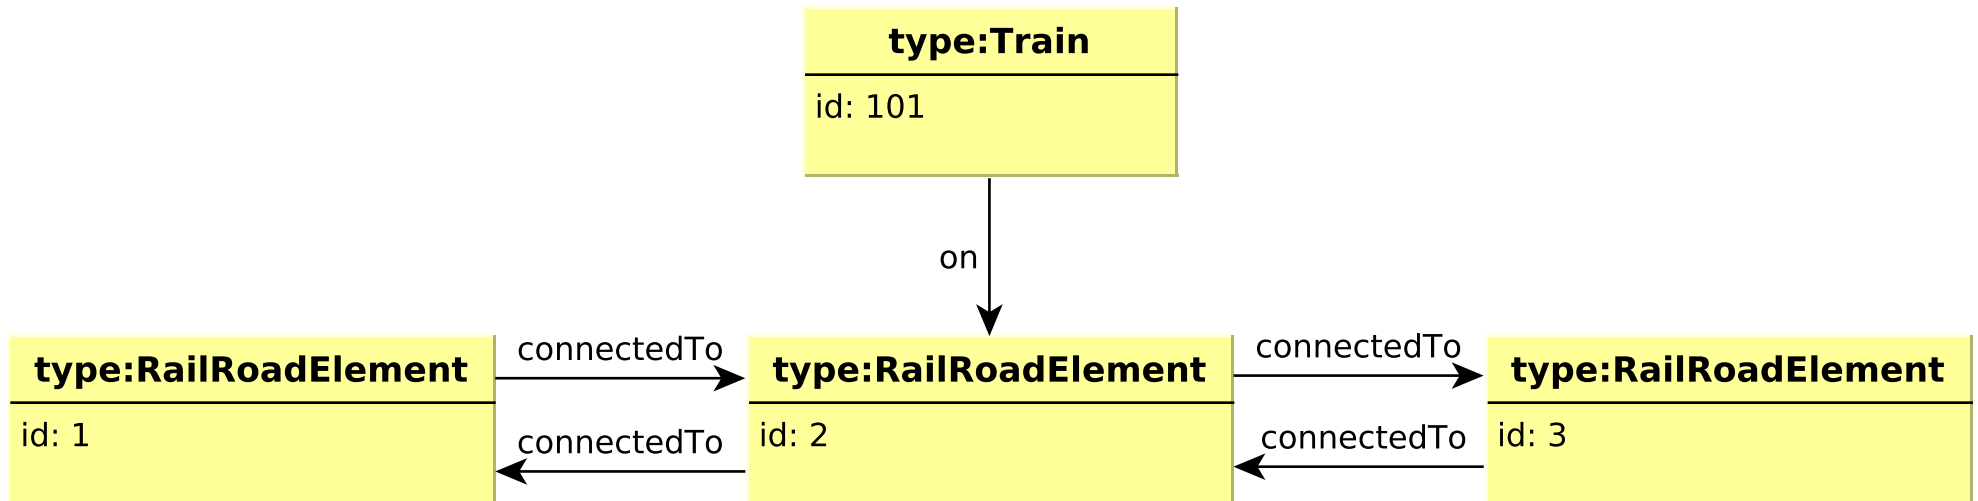 type:Train
id: 101
on
connectedTo
connectedTo
type:RailRoadElement
type:RailRoadElement
type:RailRoadElement
id: 1
connectedTo
id: 2
connectedTo
id: 3